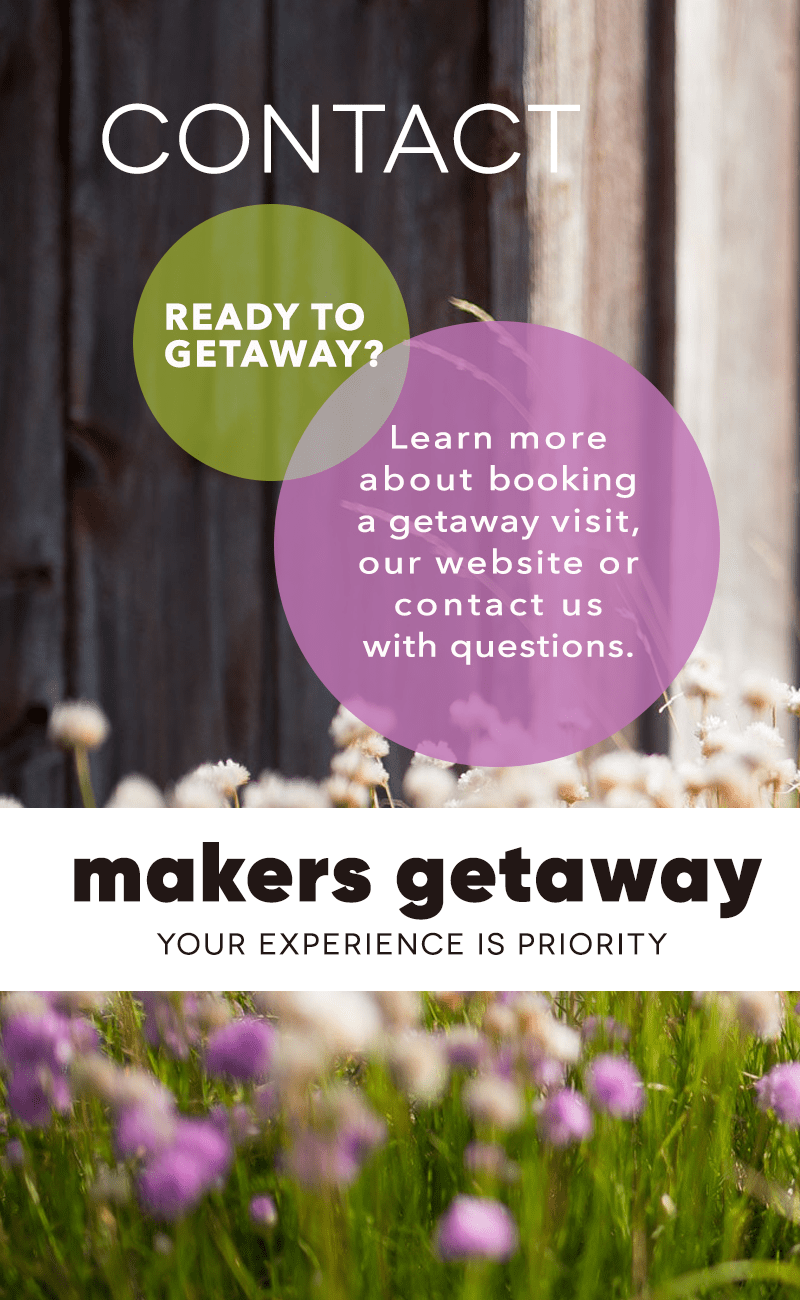 CONTACT
READY TO
GETAWAY?
Learn more
about booking
a getaway visit,
our website or
contact us
with questions.
makers getaway
YOUR EXPERIENCE IS PRIORITY